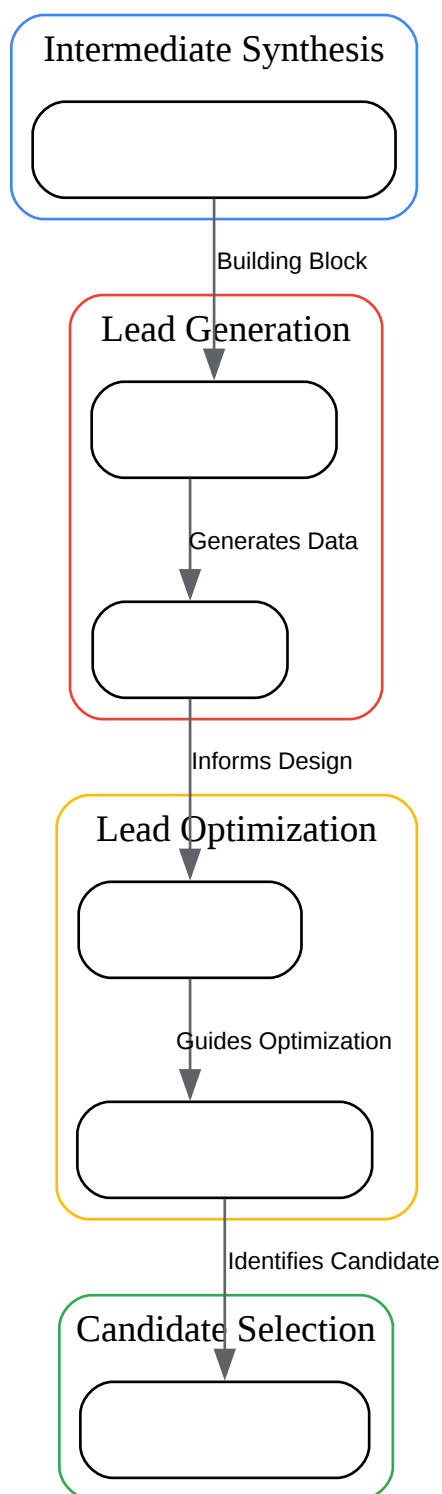 Intermediate Synthesis
Building Block
Lead Generation
Generates Data
Informs Design
Lead Optimization
Guides Optimization
Identifies Candidate
Candidate Selection